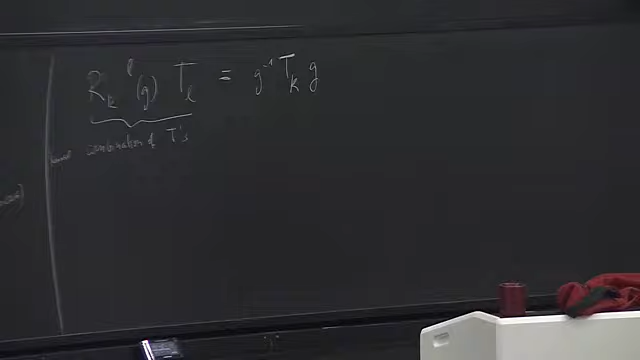 R_k^l(g) T_l = g^{-1} T_k g
combination of T's